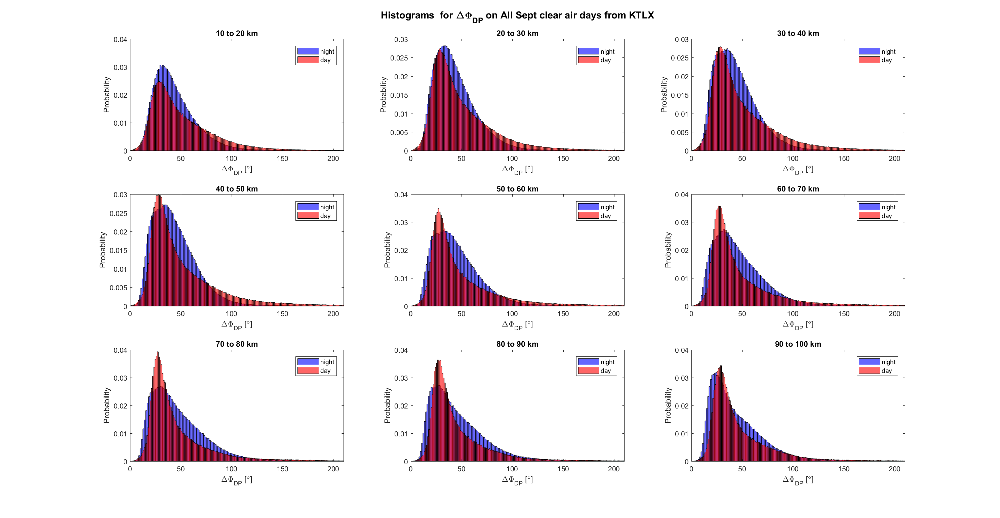 Histograms  for ΔΦDP on All Sept clear air days from KTLX
10 to 20 km
0.04
0.03
0.02
0.01
0
Probability
night
day
0 50 100 150 200
ΔΦDP [°]
20 to 30 km
0.03
0.025
0.02
0.015
0.01
0.005
0
Probability
night
day
0 50 100 150 200
ΔΦDP [°]
30 to 40 km
0.03
0.025
0.02
0.015
0.01
0.005
0
Probability
night
day
0 50 100 150 200
ΔΦDP [°]
40 to 50 km
0.03
0.025
0.02
0.015
0.01
0.005
0
Probability
night
day
0 50 100 150 200
ΔΦDP [°]
50 to 60 km
0.04
0.03
0.02
0.01
0
Probability
night
day
0 50 100 150 200
ΔΦDP [°]
60 to 70 km
0.04
0.03
0.02
0.01
0
Probability
night
day
0 50 100 150 200
ΔΦDP [°]
70 to 80 km
0.04
0.03
0.02
0.01
0
Probability
night
day
0 50 100 150 200
ΔΦDP [°]
80 to 90 km
0.04
0.03
0.02
0.01
0
Probability
night
day
0 50 100 150 200
ΔΦDP [°]
90 to 100 km
0.04
0.03
0.02
0.01
0
Probability
night
day
0 50 100 150 200
ΔΦDP [°]